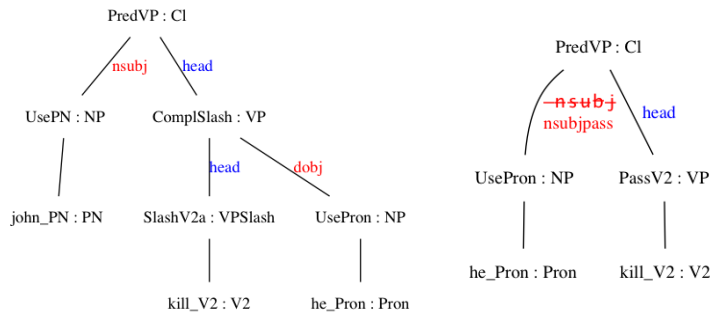 PredVP : Cl
nsubj head
UsePN : NP ComplSlash : VP
head dobj
john_PN : PN SlashV2a : VPSlash UsePron : NP
kill_V2 : V2 he_Pron : Pron
PredVP : Cl
nsubj
nsubjpass head
UsePron : NP PassV2 : VP
he_Pron : Pron kill_V2 : V2